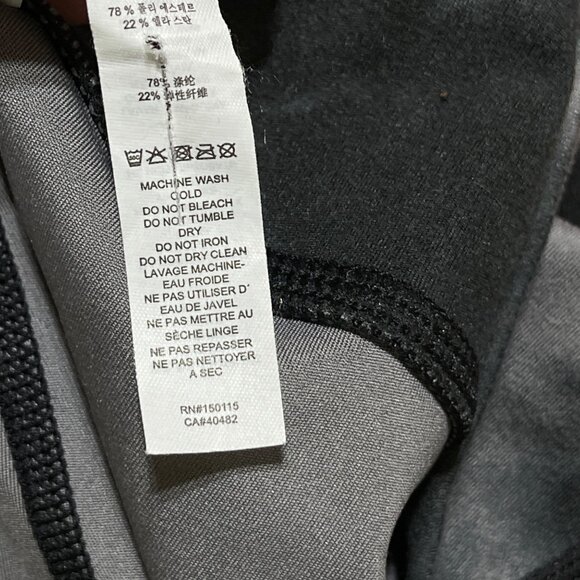 78 % 폴리 에스테르
22 % 엘라 스탄
78% 涤纶
22% 弹性纤维
30C
MACHINE WASH
COLD
DO NOT BLEACH
DO NOT TUMBLE
DRY
DO NOT IRON
DO NOT DRY CLEAN
LAVAGE MACHINE-
EAU FROIDE
NE PAS UTILISER D'
EAU DE JAVEL
NE PAS METTRE AU
SÈCHE LINGE
NE PAS REPASSER
NE PAS NETTOYER
A SEC
RN#150115
CA#40482